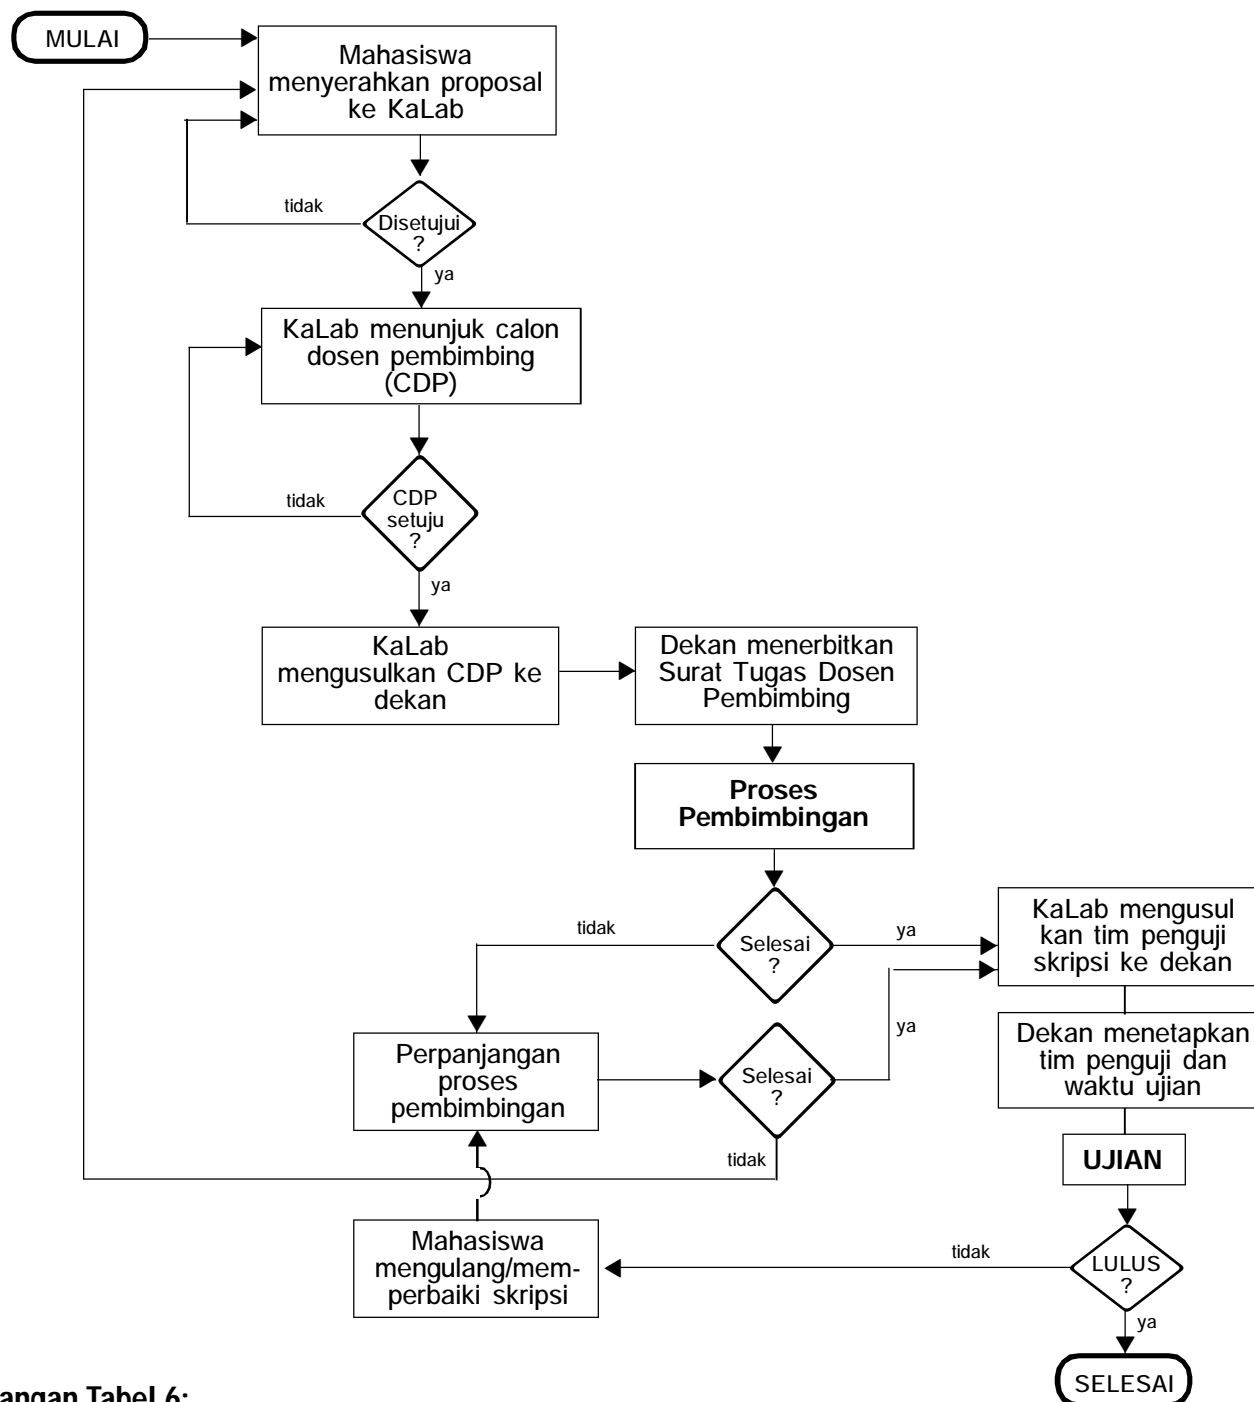 MULAI
Mahasiswa
menyerahkan proposal
ke KaLab
tidak
Disetujui
?
ya
KaLab menunjuk calon
dosen pembimbing
(CDP)
tidak
CDP
setuju
?
ya
KaLab
mengusulkan CDP ke
dekan
Dekan menerbitkan
Surat Tugas Dosen
Pembimbing
Proses
Pembimbingan
tidak
Selesai
?
ya
KaLab mengusul
kan tim penguji
skripsi ke dekan
Perpanjangan
proses
pembimbingan
Selesai
?
ya
tidak
Dekan menetapkan
tim penguji dan
waktu ujian
UJIAN
Mahasiswa
mengulang/mem-
perbaiki skripsi
tidak
LULUS
?
ya
SELESAI
angan Tabel 6: